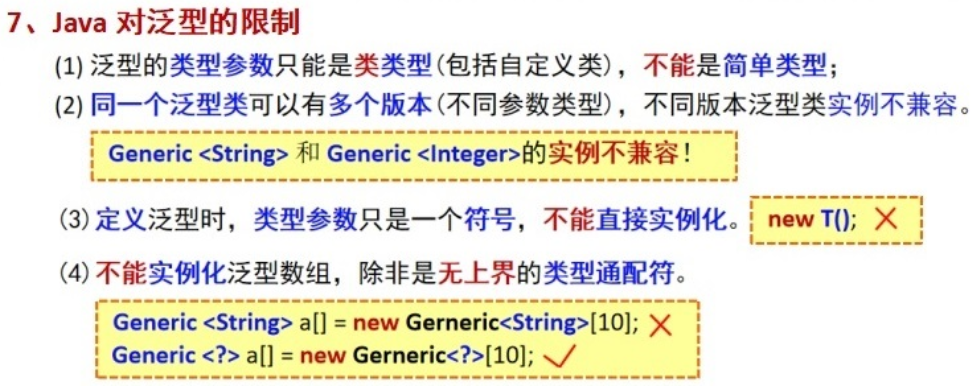 7、Java 对泛型的限制
(1) 泛型的类型参数只能是类类型(包括自定义类)，不能是简单类型；
(2) 同一个泛型类可以有多个版本(不同参数类型)，不同版本泛型类实例不兼容。
Generic <String> 和 Generic <Integer>的实例不兼容！
(3) 定义泛型时，类型参数只是一个符号，不能直接实例化。 new T(); ×
(4) 不能实例化泛型数组，除非是无上界的类型通配符。
Generic <String> a[] = new Gerneric<String>[10]; ×
Generic <?> a[] = new Gerneric<?>[10]; ✓